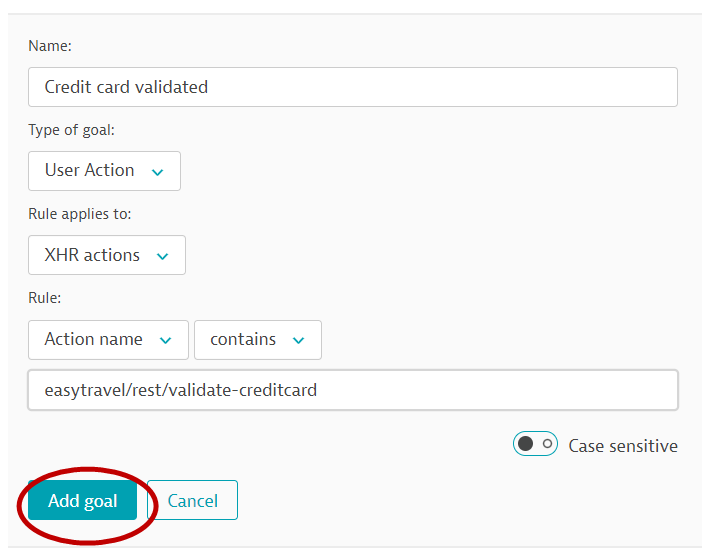 Name:
Credit card validated
Type of goal:
User Action
Rule applies to:
XHR actions
Rule:
Action name contains
easytravel/rest/validate-creditcard
Case sensitive
Add goal Cancel